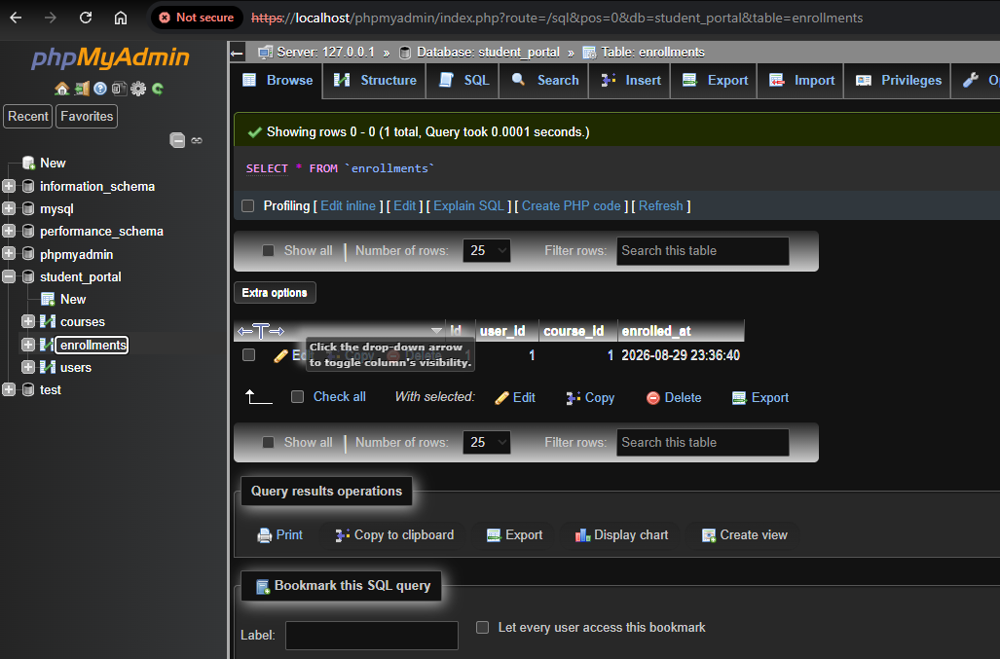 Not secure https://localhost/phpmyadmin/index.php?route=/sql&pos=0&db=student_portal&table=enrollments
phpMyAdmin
Recent Favorites
New
information_schema
mysql
performance_schema
phpmyadmin
student_portal
New
courses
enrollments
users
test
Server: 127.0.0.1 » Database: student_portal » Table: enrollments
Browse Structure SQL Search Insert Export Import Privileges Op
Showing rows 0 - 0 (1 total, Query took 0.0001 seconds.)
SELECT * FROM `enrollments`
Profiling [ Edit inline ] [ Edit ] [ Explain SQL ] [ Create PHP code ] [ Refresh ]
Show all Number of rows: 25 Filter rows: Search this table
Extra options
id user_id course_id enrolled_at
Click the drop-down arrow
to toggle column's visibility.
Copy Delete 1 1 1 2026-08-29 23:36:40
Check all With selected: Edit Copy Delete Export
Show all Number of rows: 25 Filter rows: Search this table
Query results operations
Print Copy to clipboard Export Display chart Create view
Bookmark this SQL query
Label: Let every user access this bookmark